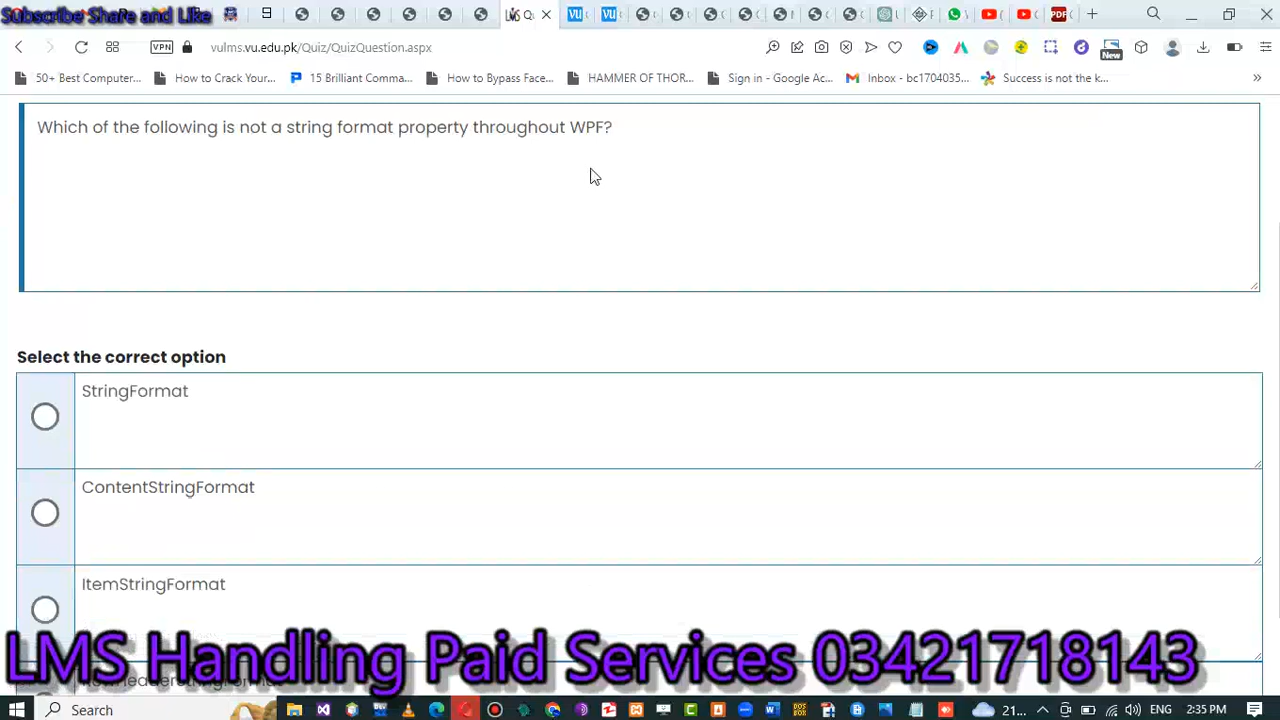 Subscribe Share and Like
vulms.vu.edu.pk/Quiz/QuizQuestion.aspx
VPN
New
50+ Best Computer...
How to Crack Your...
15 Brilliant Comma...
How to Bypass Face...
HAMMER OF THOR...
Sign in - Google Ac...
Inbox - bc1704035...
Success is not the k...
Which of the following is not a string format property throughout WPF?
Select the correct option
StringFormat
ContentStringFormat
ItemStringFormat
LMS Handling Paid Services 03421718143
Search
21...
ENG
2:35 PM